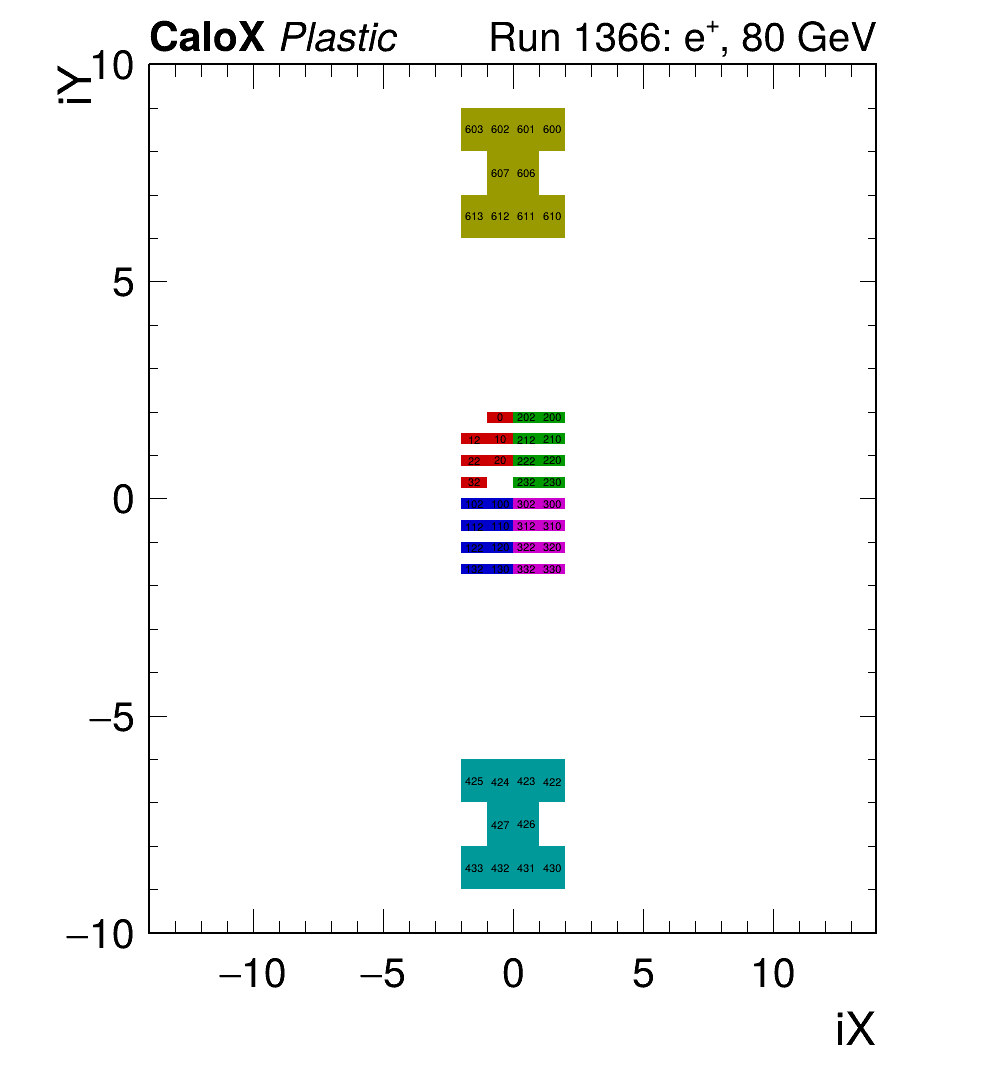 CaloX Plastic Run 1366: e+, 80 GeV
iY
10
603 602 601 600
607 606
613 612 611 610
5
0 202 200
12 10 212 210
22 20 222 220
32 232 230
0
102 100 302 300
112 110 312 310
122 120 322 320
132 130 332 330
−5
425 424 423 422
427 426
433 432 431 430
−10
−10 −5 0 5 10
iX